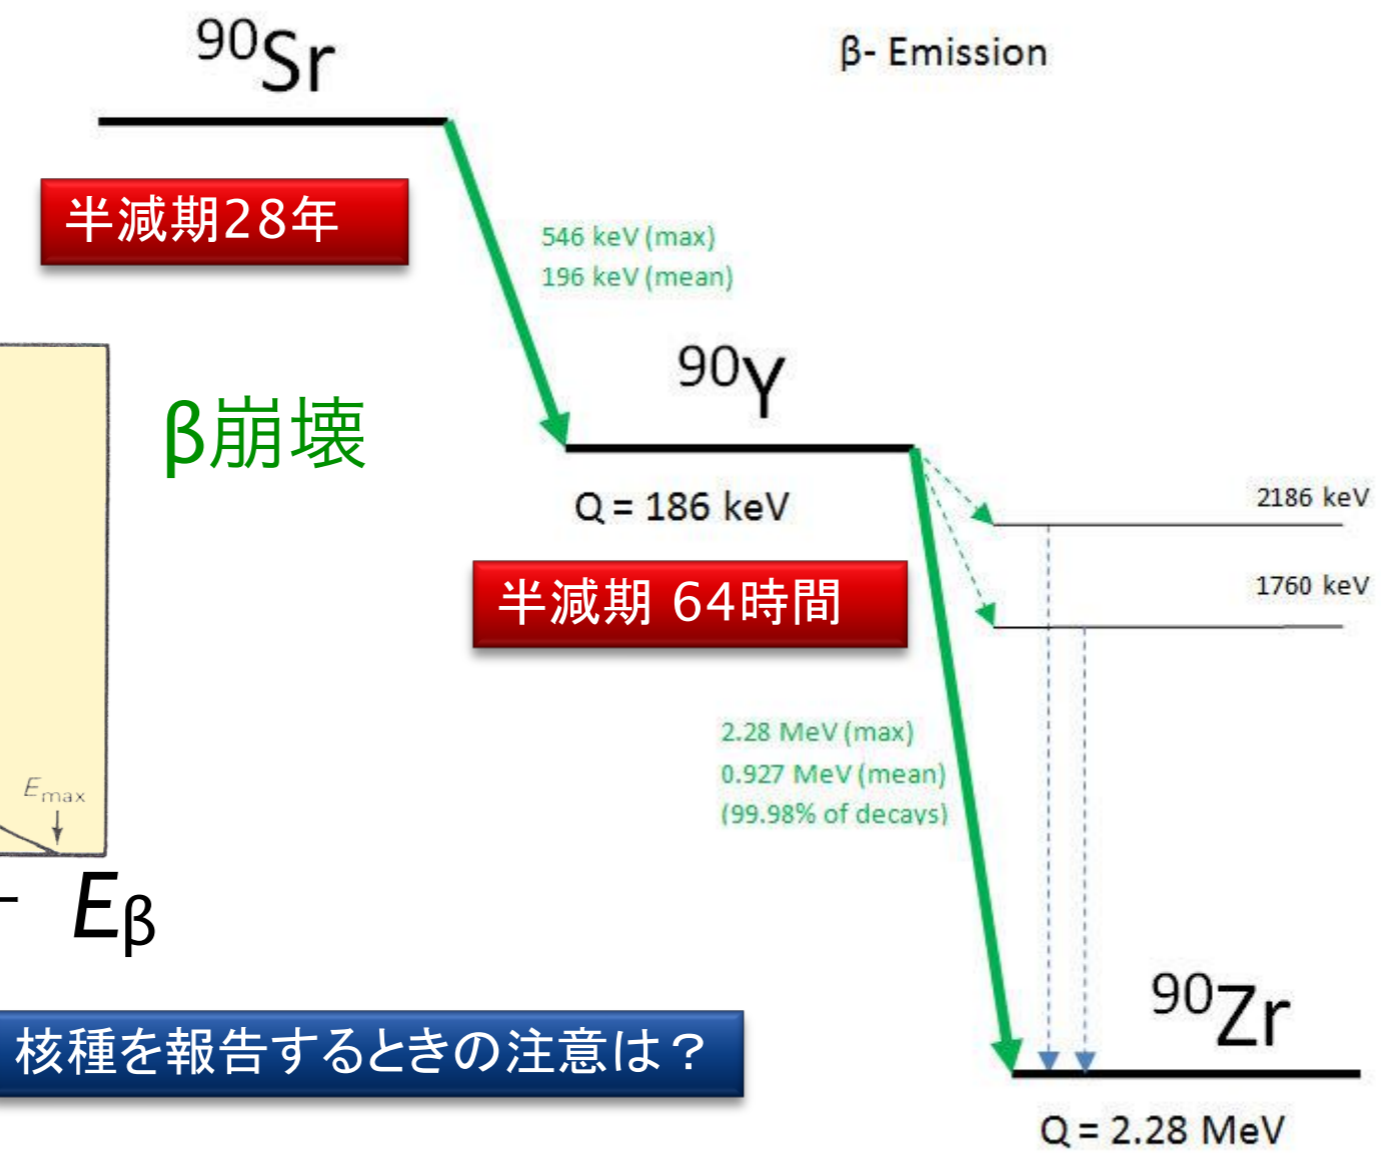 ⁹⁰Sr
β- Emission
半減期28年
546 keV (max)
196 keV (mean)
⁹⁰Y
β崩壊
Q = 186 keV
2186 keV
半減期 64時間
1760 keV
2.28 MeV (max)
0.927 MeV (mean)
(99.98% of decays)
Emax
Eβ
⁹⁰Zr
核種を報告するときの注意は？
Q = 2.28 MeV